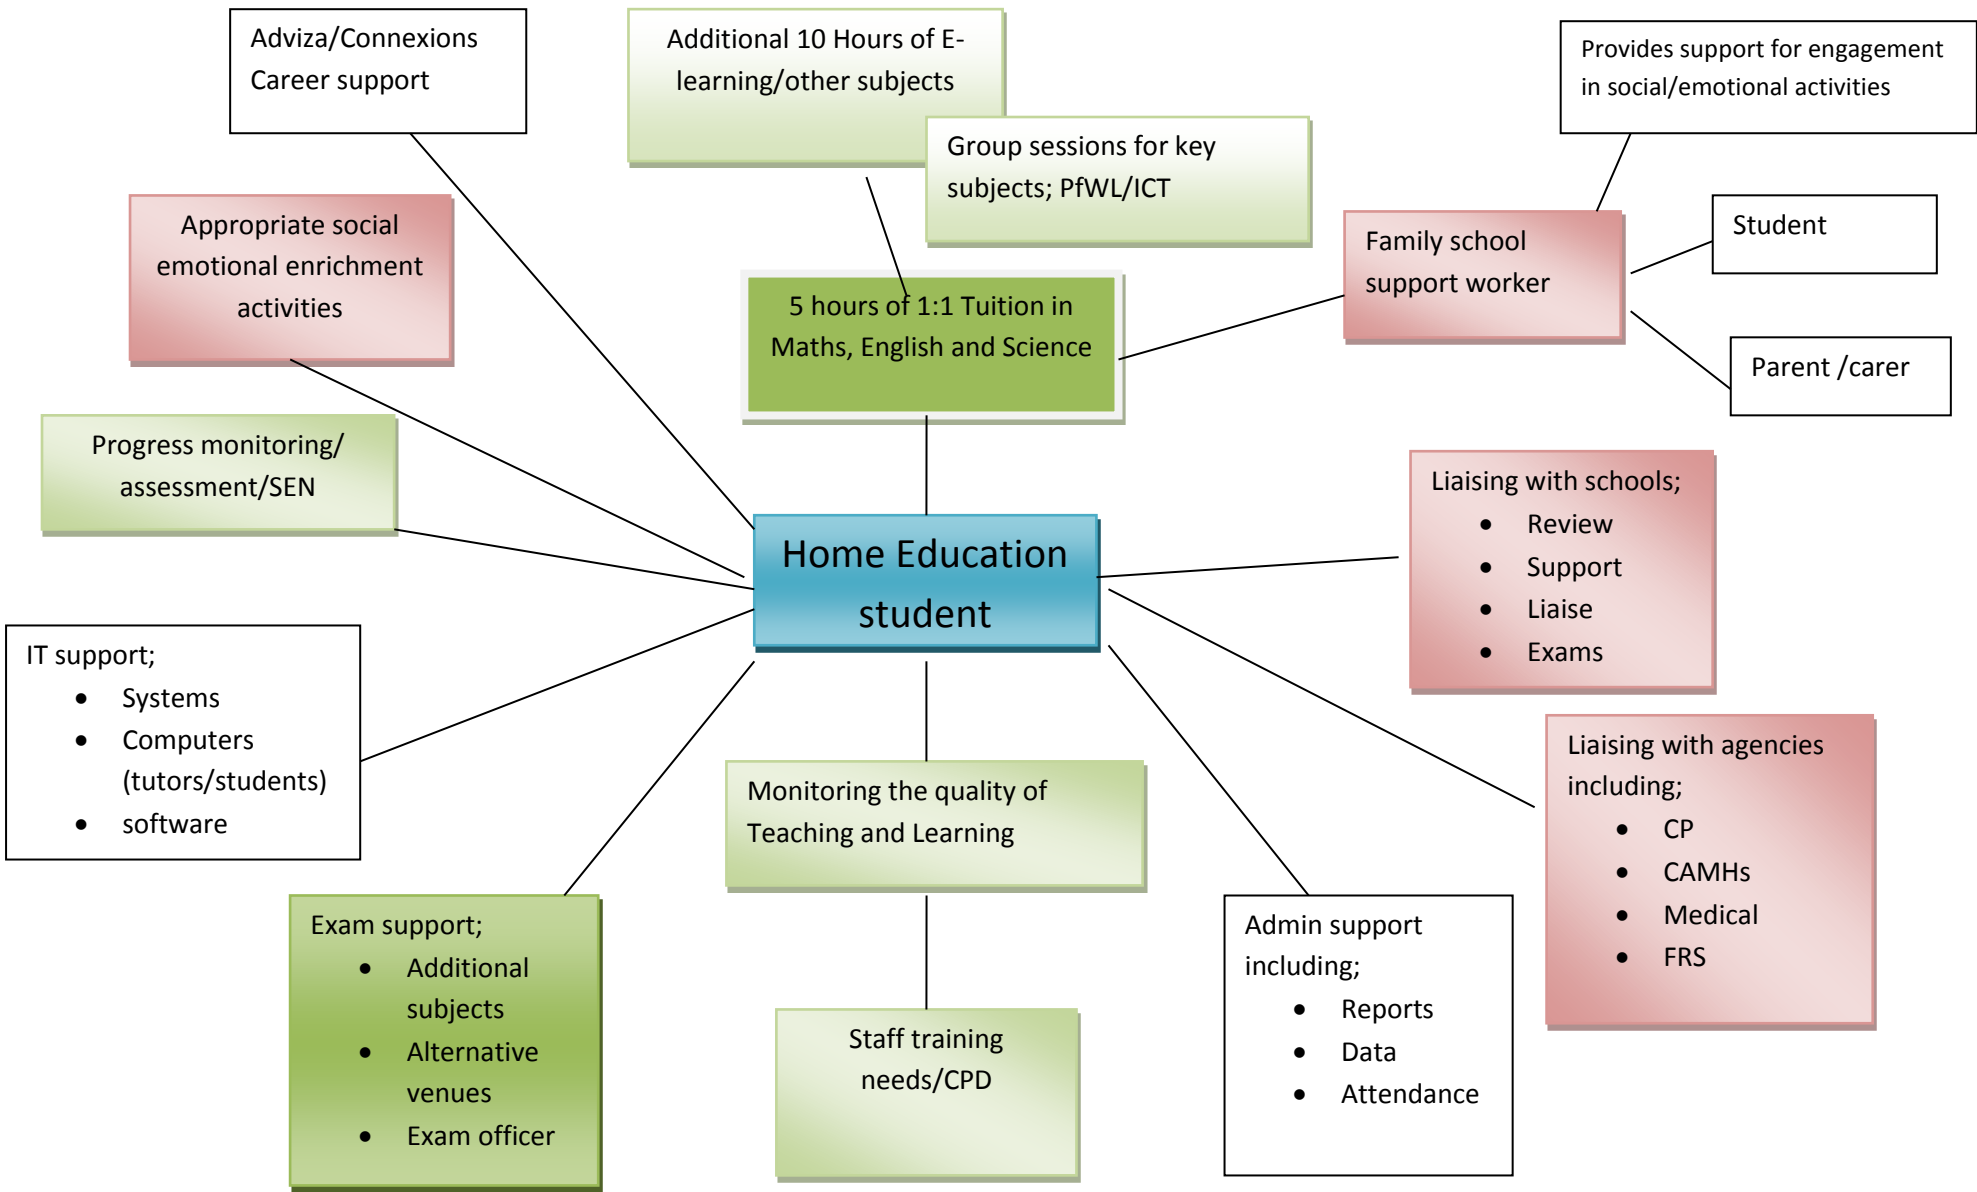 Adviza/Connexions
Career support
Additional 10 Hours of E-
learning/other subjects
Group sessions for key
subjects; PfWL/ICT
Provides support for engagement
in social/emotional activities
Appropriate social
emotional enrichment
activities
Family school
support worker
Student
Parent /carer
5 hours of 1:1 Tuition in
Maths, English and Science
Progress monitoring/
assessment/SEN
Home Education
student
Liaising with schools;
• Review
• Support
• Liaise
• Exams
IT support;
• Systems
• Computers
(tutors/students)
• software
Monitoring the quality of
Teaching and Learning
Liaising with agencies
including;
• CP
• CAMHs
• Medical
• FRS
Exam support;
• Additional
subjects
• Alternative
venues
• Exam officer
Staff training
needs/CPD
Admin support
including;
• Reports
• Data
• Attendance